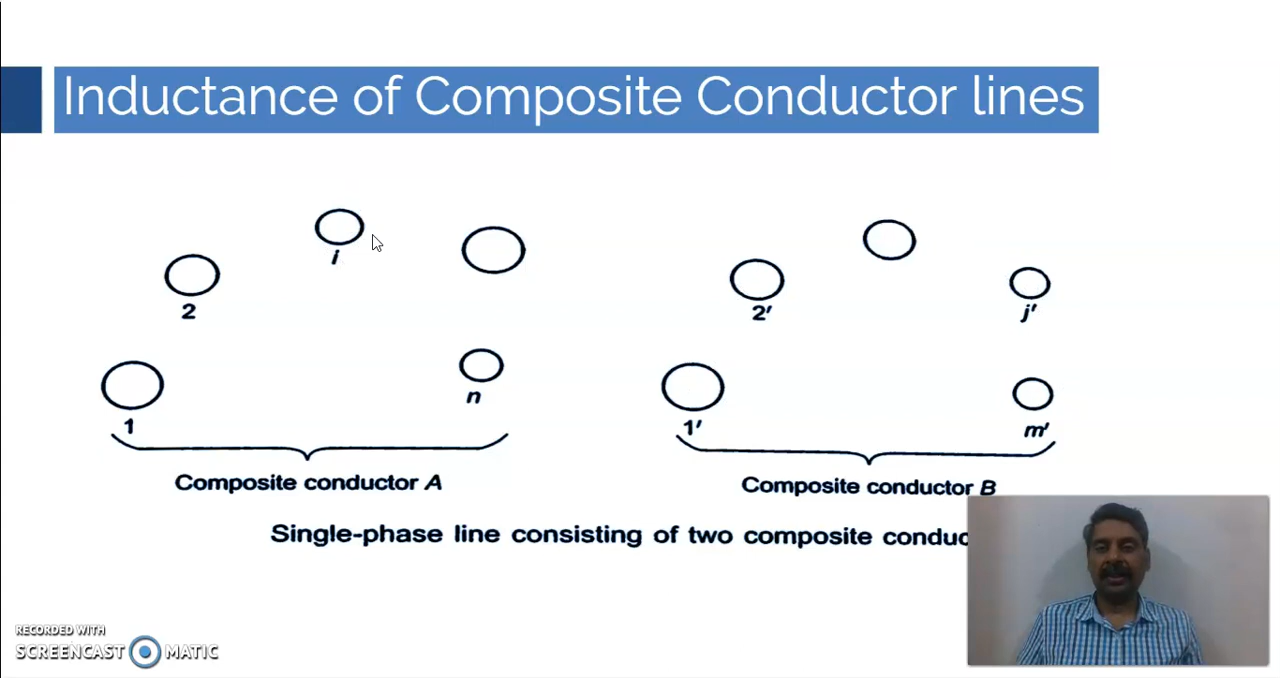 Inductance of Composite Conductor lines
i
2
2′
j′
n
1
1′
m′
Composite conductor A
Composite conductor B
Single-phase line consisting of two composite
RECORDED WITH
SCREENCAST MATIC